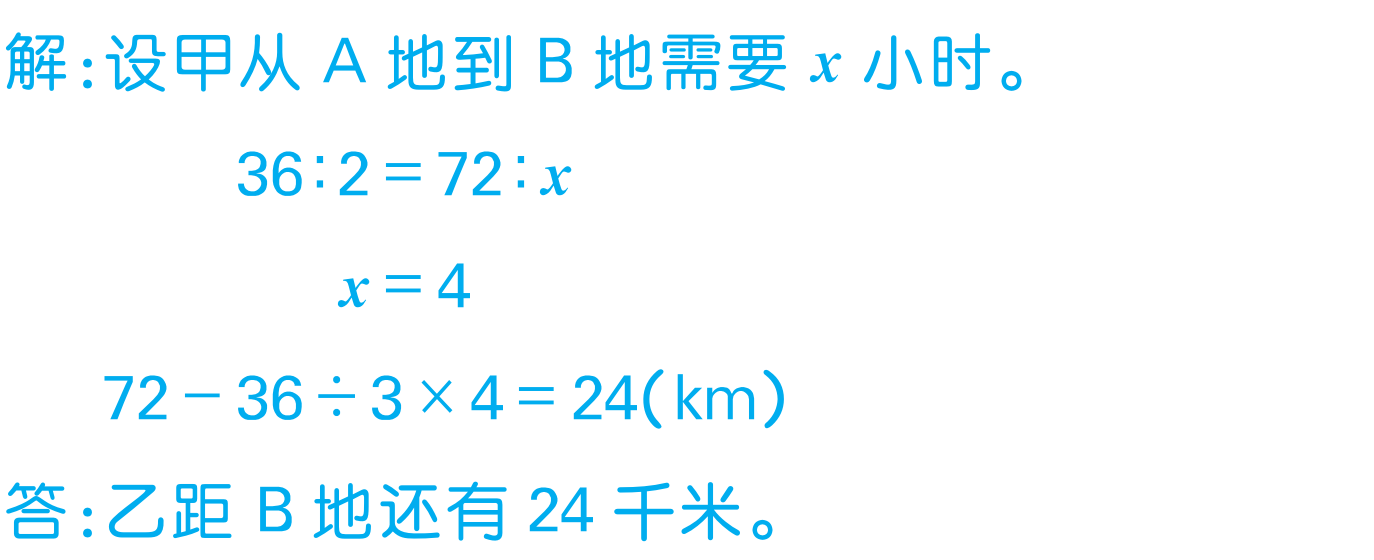 解:设甲从 A 地到 B 地需要 x 小时。
36∶2=72∶x
x=4
72-36÷3×4=24(km)
答:乙距 B 地还有 24 千米。